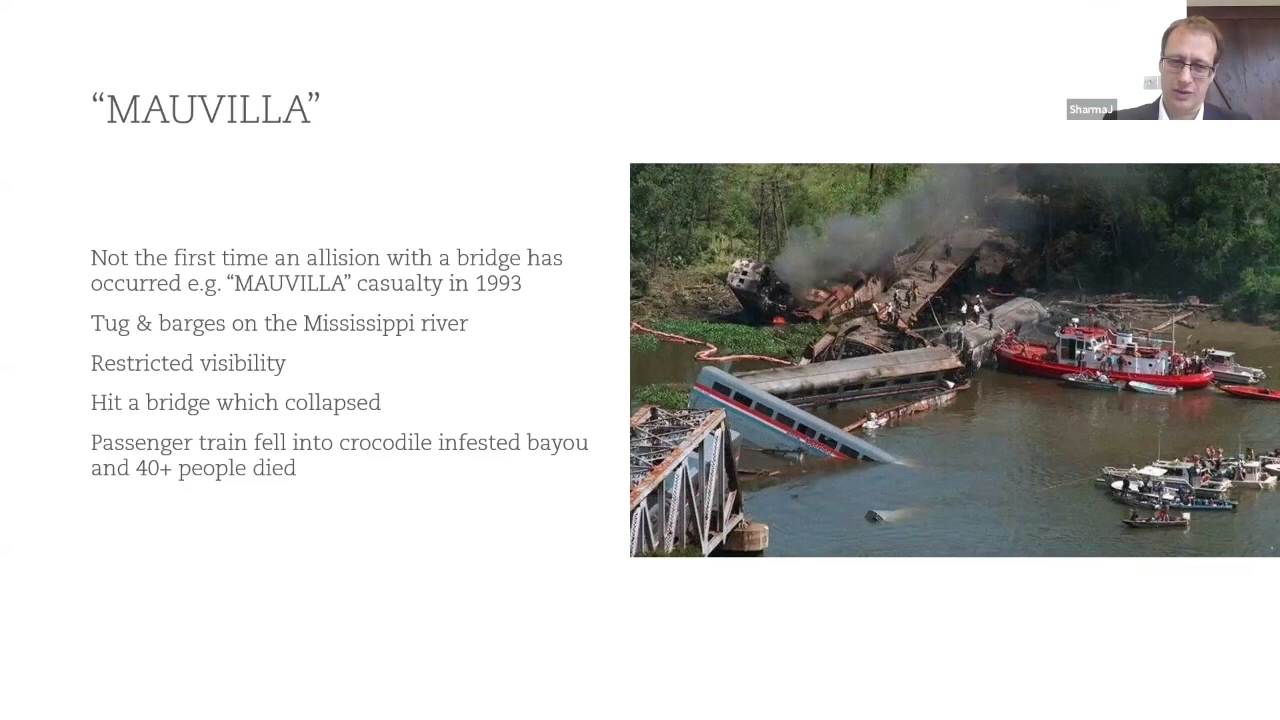 SharmaJ
“MAUVILLA”
Not the first time an allision with a bridge has
occurred e.g. “MAUVILLA” casualty in 1993
Tug & barges on the Mississippi river
Restricted visibility
Hit a bridge which collapsed
Passenger train fell into crocodile infested bayou
and 40+ people died